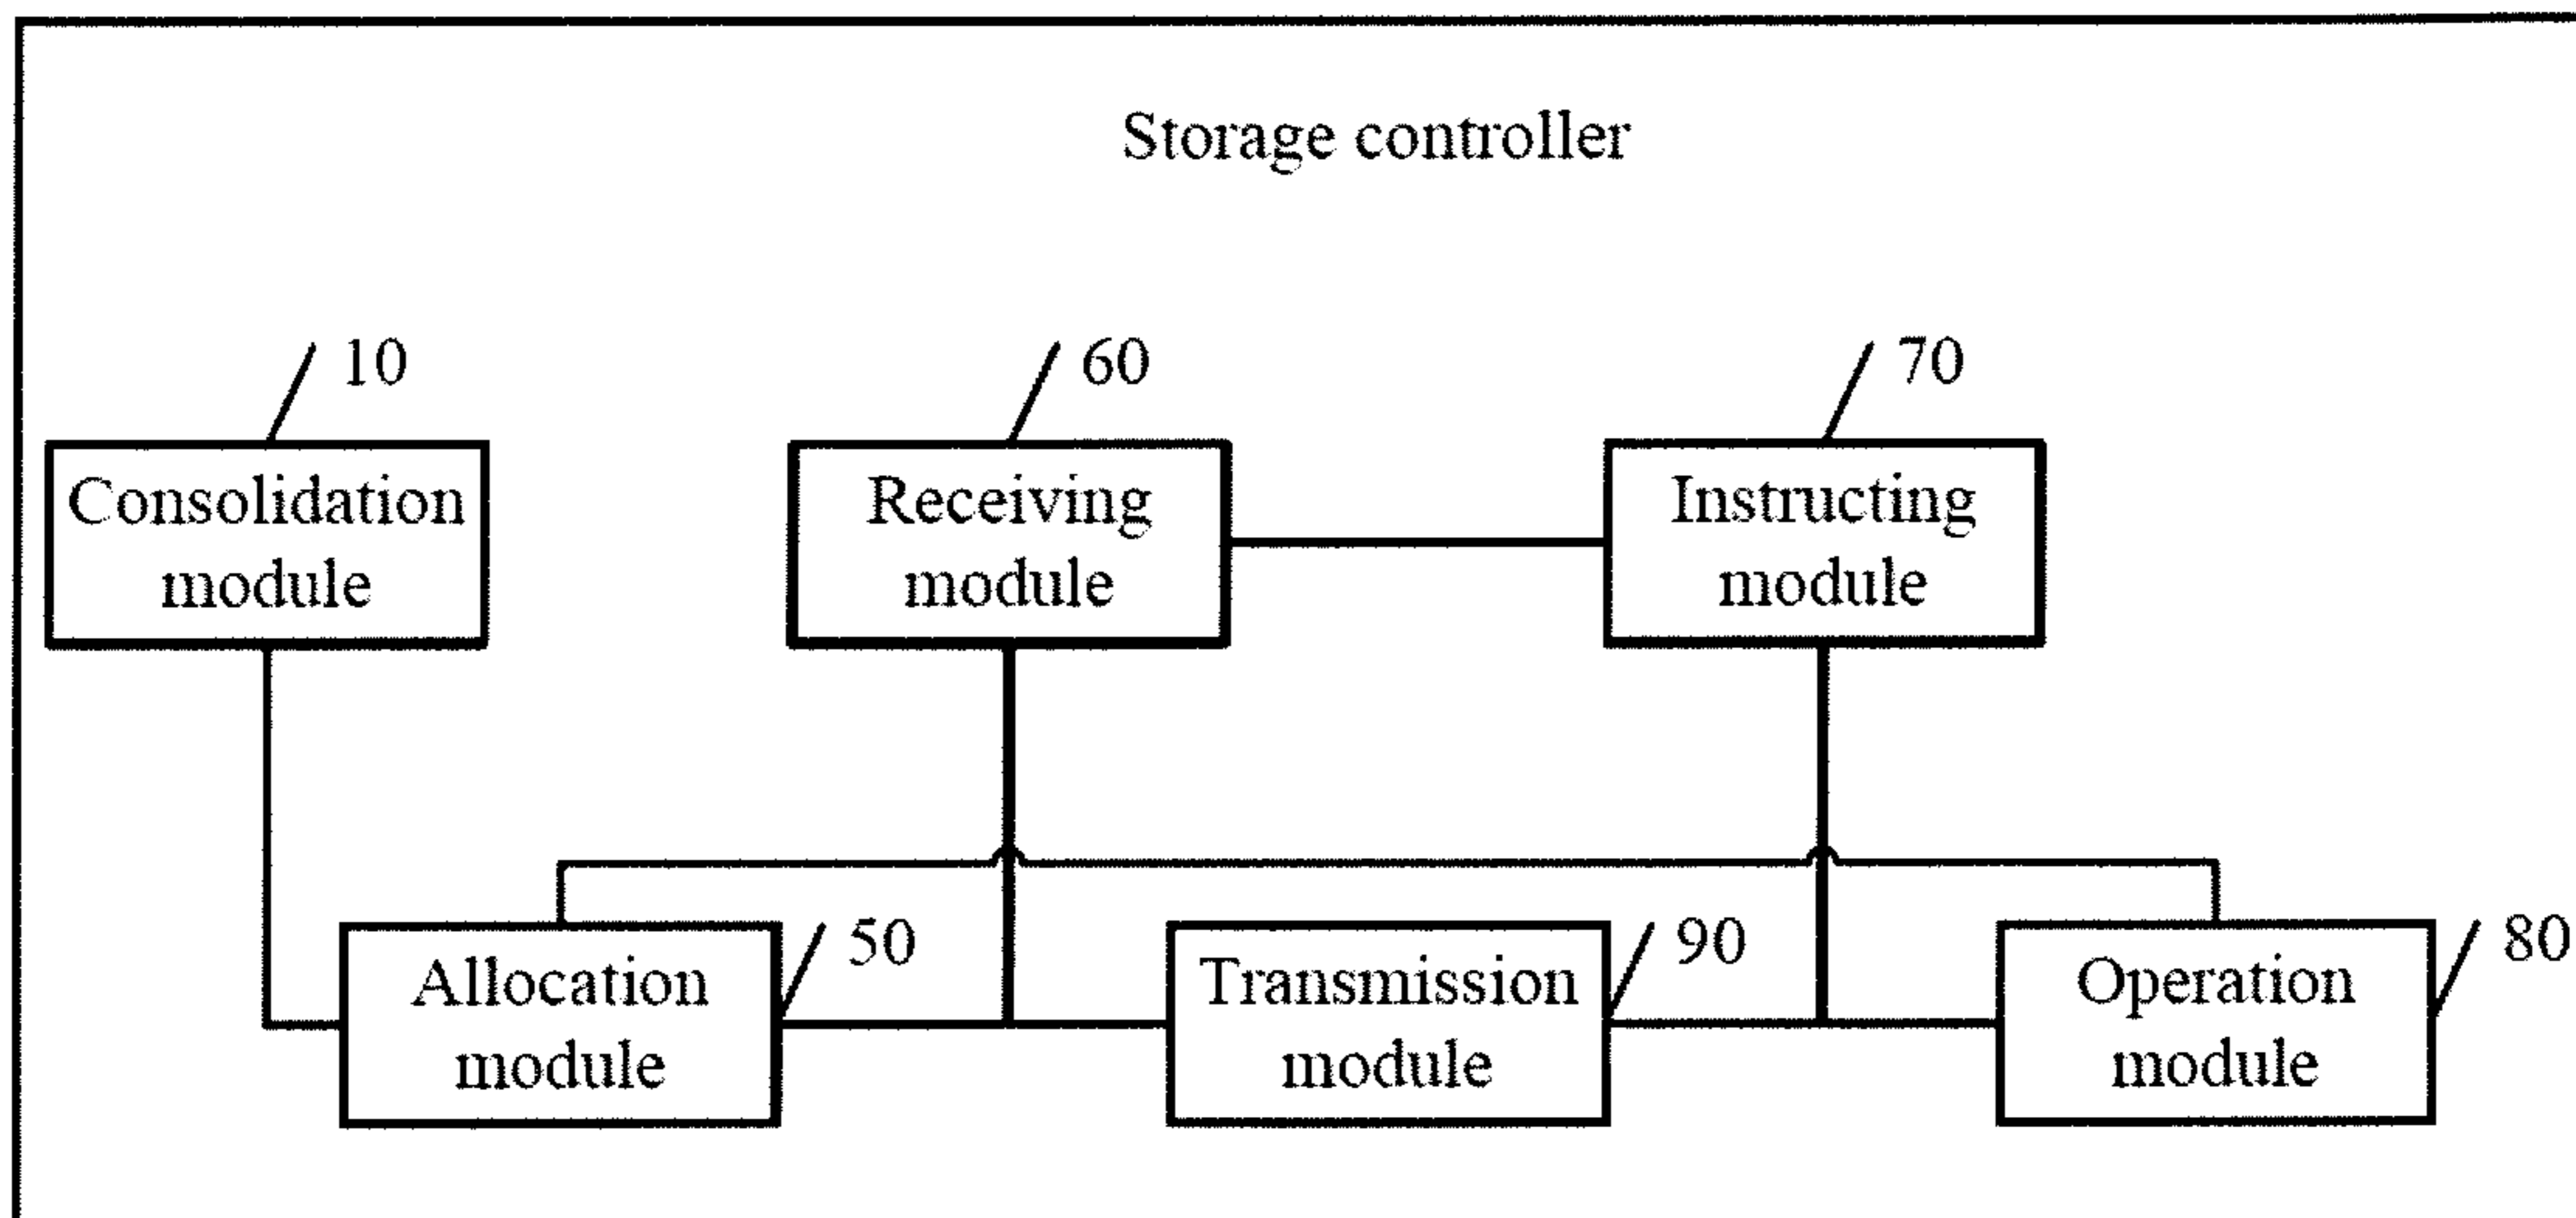 Storage controller
10
60
70
Consolidation
module
Receiving
module
Instructing
module
50
90
80
Allocation
module
Transmission
module
Operation
module